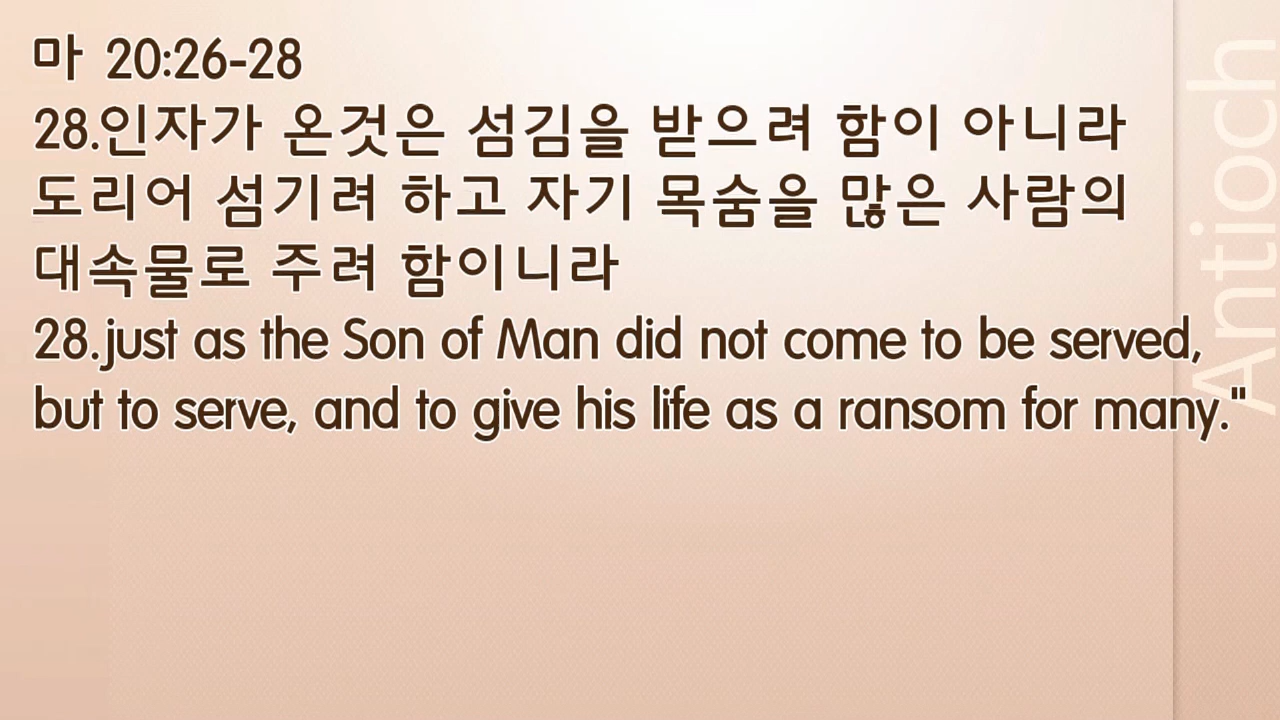 마 20:26-28
28.인자가 온것은 섬김을 받으려 함이 아니라
도리어 섬기려 하고 자기 목숨을 많은 사람의
대속물로 주려 함이니라
28.just as the Son of Man did not come to be served,
but to serve, and to give his life as a ransom for many."
Antioch